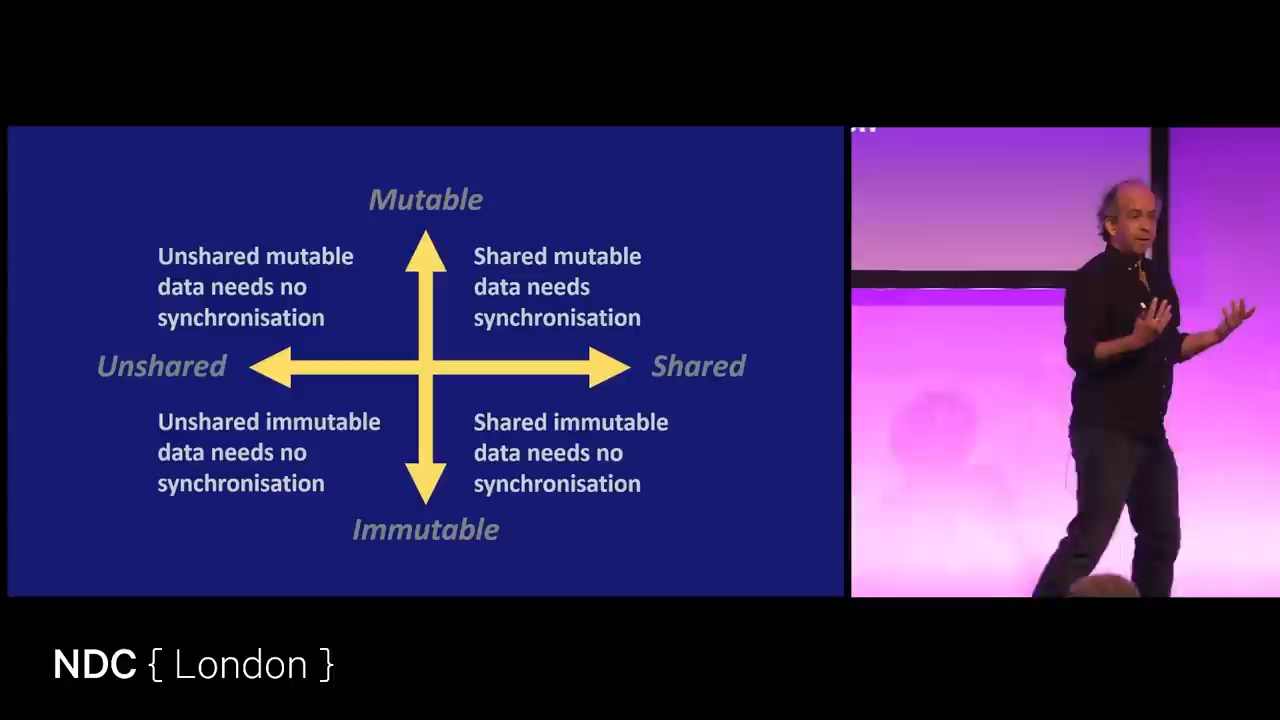 Mutable
Unshared mutable
data needs no
synchronisation
Shared mutable
data needs
synchronisation
Unshared
Shared
Unshared immutable
data needs no
synchronisation
Shared immutable
data needs no
synchronisation
Immutable
NDC { London }